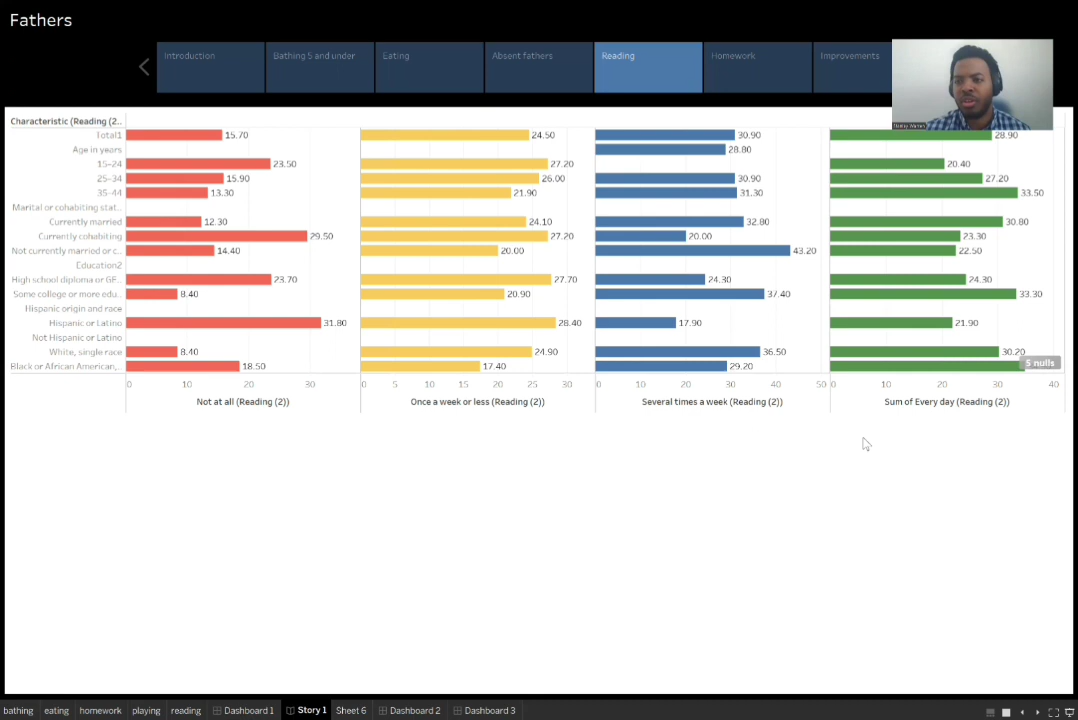 Fathers
Introduction
Bathing 5 and under
Eating
Absent fathers
Reading
Homework
Improvements
Characteristic (Reading (2..
Total1 15.70 24.50 30.90 28.90
Age in years 28.80
15-24 23.50 27.20 20.40
25-34 15.90 26.00 30.90 27.20
35-44 13.30 21.90 31.30 33.50
Marital or cohabiting stat..
Currently married 12.30 24.10 32.80 30.80
Currently cohabiting 29.50 27.20 20.00 23.30
Not currently married or c.. 14.40 20.00 43.20 22.50
Education2
High school diploma or GE.. 23.70 27.70 24.30 24.30
Some college or more edu.. 8.40 20.90 37.40 33.30
Hispanic origin and race
Hispanic or Latino 31.80 28.40 17.90 21.90
Not Hispanic or Latino
White, single race 8.40 24.90 36.50 30.20
Black or African American,.. 18.50 17.40 29.20
5 nulls
0 10 20 30 0 5 10 15 20 25 30 0 10 20 30 40 50 0 10 20 30 40
Not at all (Reading (2)) Once a week or less (Reading (2)) Several times a week (Reading (2)) Sum of Every day (Reading (2))
bathing eating homework playing reading Dashboard 1 Story 1 Sheet 6 Dashboard 2 Dashboard 3